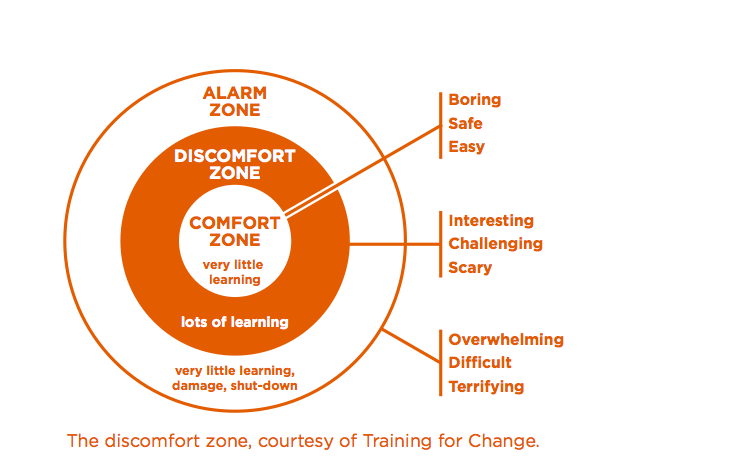 ALARM
ZONE
DISCOMFORT
ZONE
COMFORT
ZONE
very little
learning
lots of learning
very little learning,
damage, shut-down
Boring
Safe
Easy
Interesting
Challenging
Scary
Overwhelming
Difficult
Terrifying
The discomfort zone, courtesy of Training for Change.